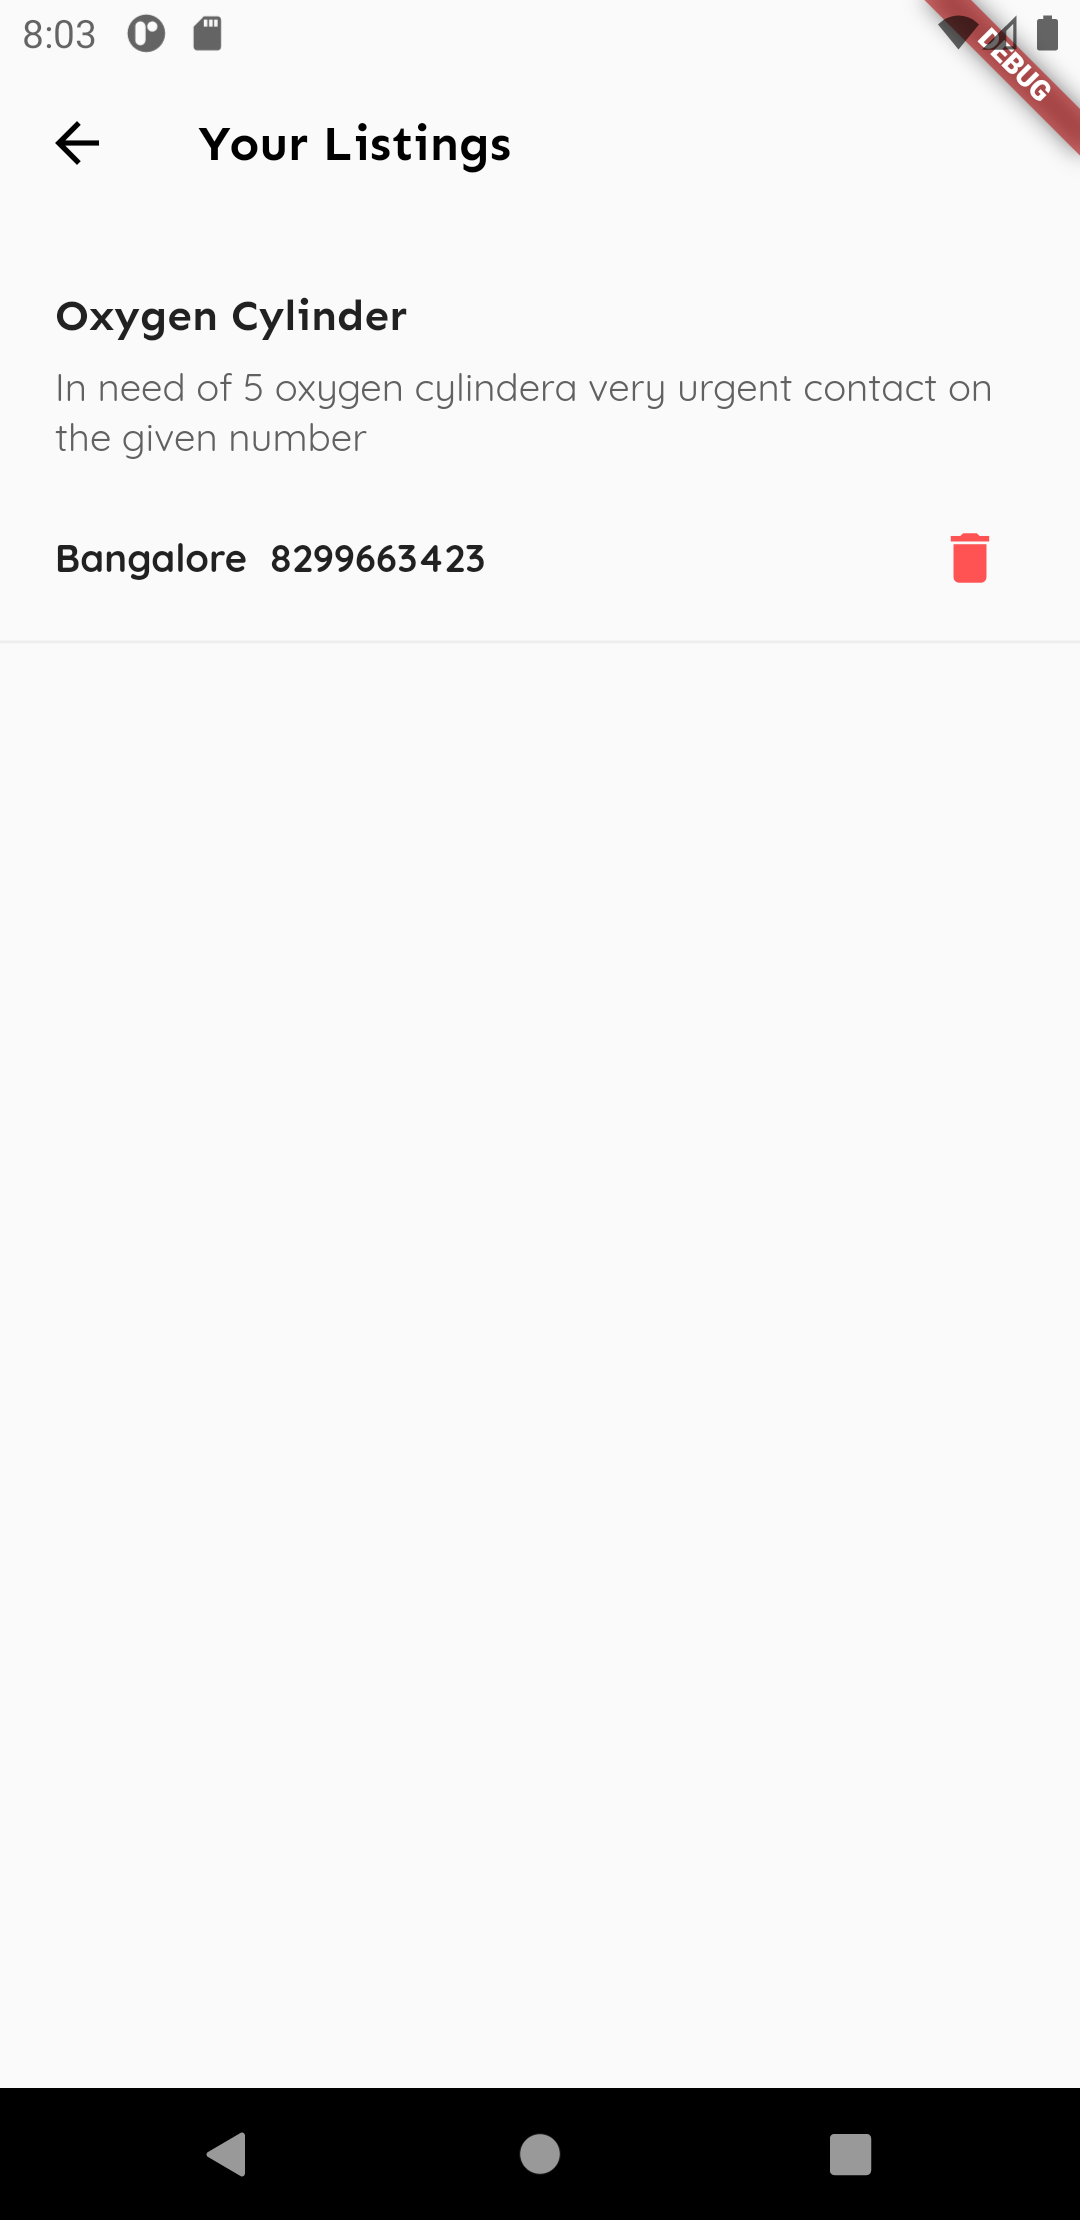 8:03
DEBUG
Your Listings
Oxygen Cylinder
In need of 5 oxygen cylindera very urgent contact on
the given number
Bangalore 8299663423